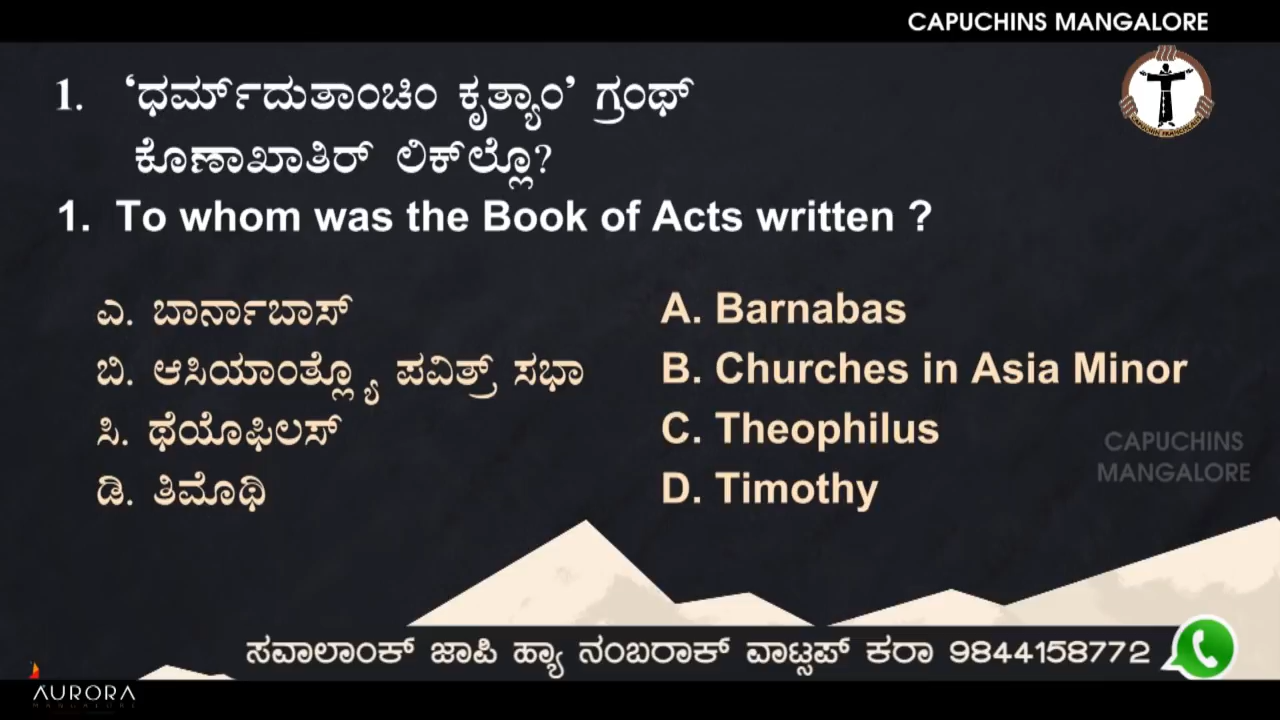 CAPUCHINS MANGALORE
1. ‘ಧರ್ಮ್‌ದುತಾಂಚಿಂ ಕೃತ್ಯಾಂ’ ಗ್ರಂಥ್
ಕೊಣಾಖಾತಿರ್ ಲಿಕ್‌ಲ್ಲೊ?
1. To whom was the Book of Acts written ?
ಎ. ಬಾರ್ನಾಬಾಸ್
A. Barnabas
ಬಿ. ಆಸಿಯಾಂತ್ಲ್ಯೊ ಪವಿತ್ರ್ ಸಭಾ
B. Churches in Asia Minor
ಸಿ. ಥೆಯೊಫಿಲಸ್
C. Theophilus
ಡಿ. ತಿಮೊಥಿ
D. Timothy
CAPUCHINS
MANGALORE
ಸವಾಲಾಂಕ್ ಜಾಪಿ ಹ್ಯಾ ನಂಬರಾಕ್ ವಾಟ್ಸಪ್ ಕರಾ 9844158772
AURORA
MANGALORE